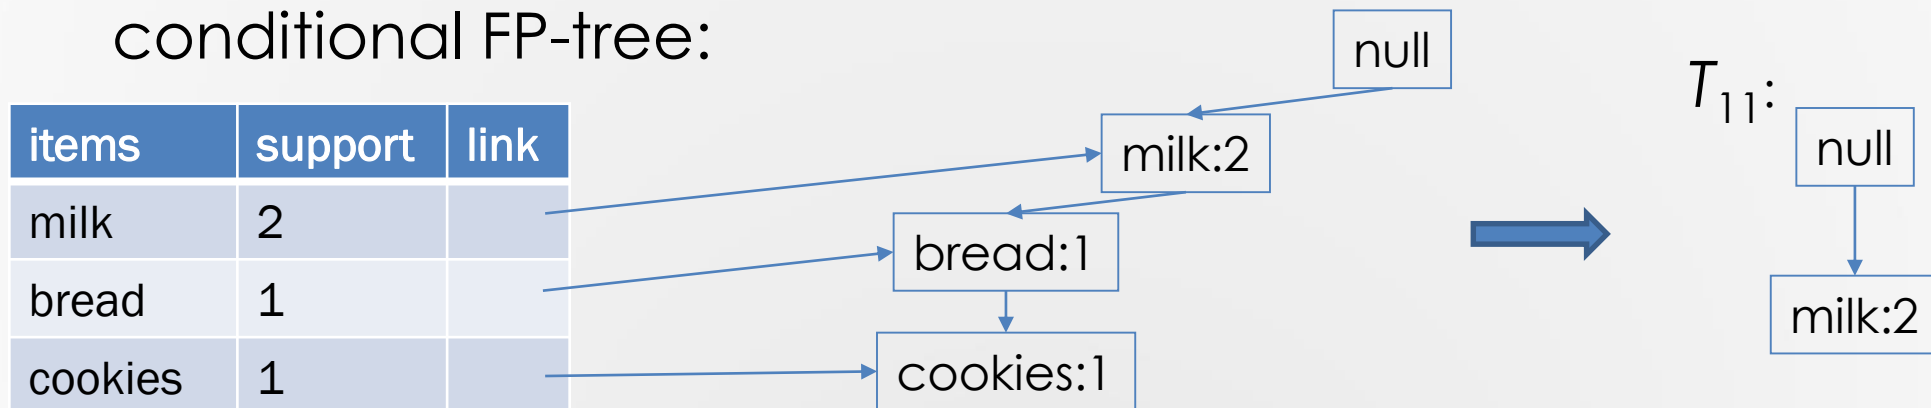 conditional FP-tree:
null
T11:
items support link
milk:2
null
milk 2
bread:1
bread 1
milk:2
cookies 1
cookies:1